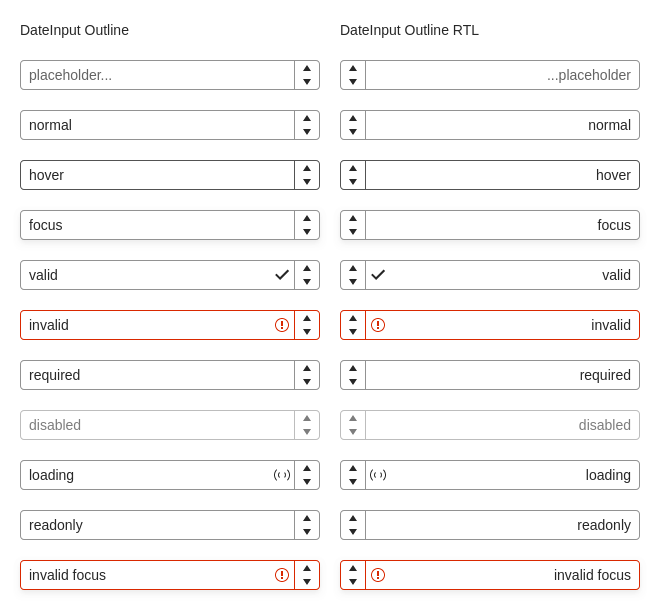 DateInput Outline
DateInput Outline RTL
placeholder...
...placeholder
normal
normal
hover
hover
focus
focus
valid
valid
invalid
invalid
required
required
disabled
disabled
loading
loading
readonly
readonly
invalid focus
invalid focus